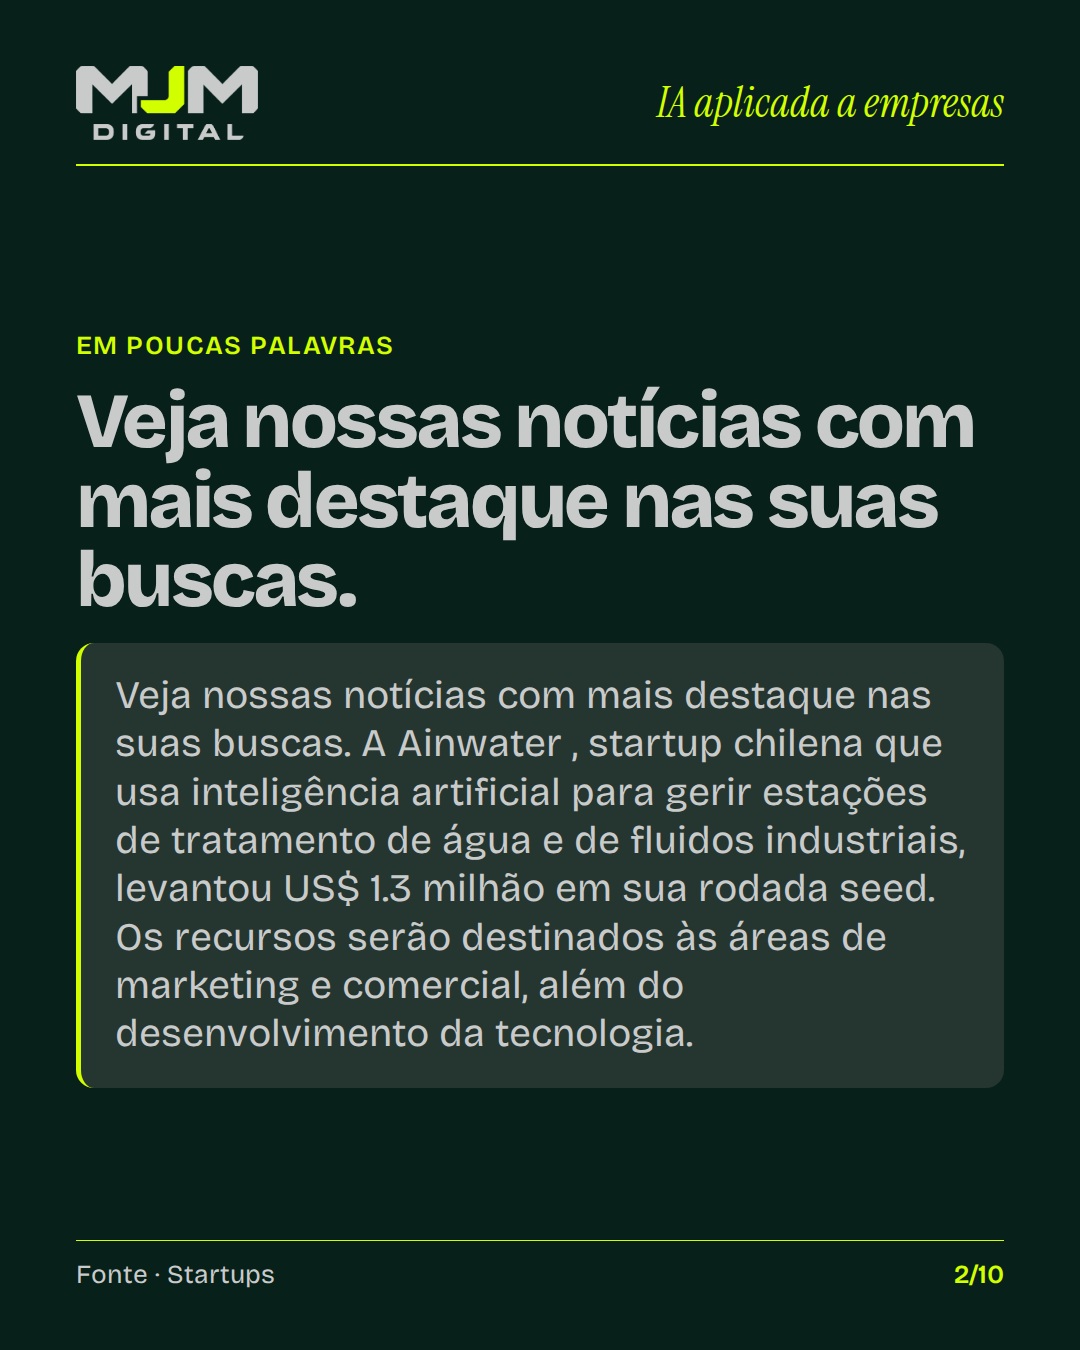 MJM
DIGITAL
IA aplicada a empresas
EM POUCAS PALAVRAS
Veja nossas notícias com
mais destaque nas suas
buscas.
Veja nossas notícias com mais destaque nas
suas buscas. A Ainwater , startup chilena que
usa inteligência artificial para gerir estações
de tratamento de água e de fluidos industriais,
levantou US$ 1.3 milhão em sua rodada seed.
Os recursos serão destinados às áreas de
marketing e comercial, além do
desenvolvimento da tecnologia.
Fonte · Startups
2/10